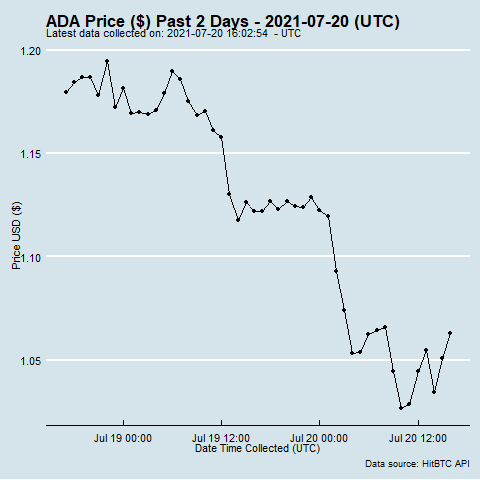 ADA Price ($) Past 2 Days - 2021-07-20 (UTC)
Latest data collected on: 2021-07-20 16:02:54  - UTC
1.20
1.15
1.10
1.05
Price USD ($)
Jul 19 00:00
Jul 19 12:00
Jul 20 00:00
Jul 20 12:00
Date Time Collected (UTC)
Data source: HitBTC API